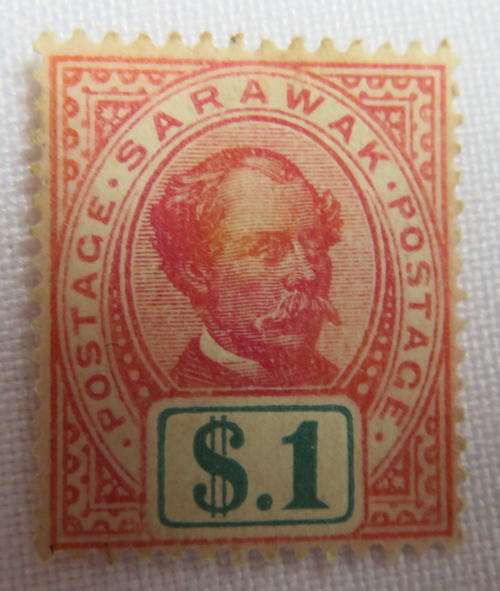 POSTAGE · SARAWAK · POSTAGE.
$.1